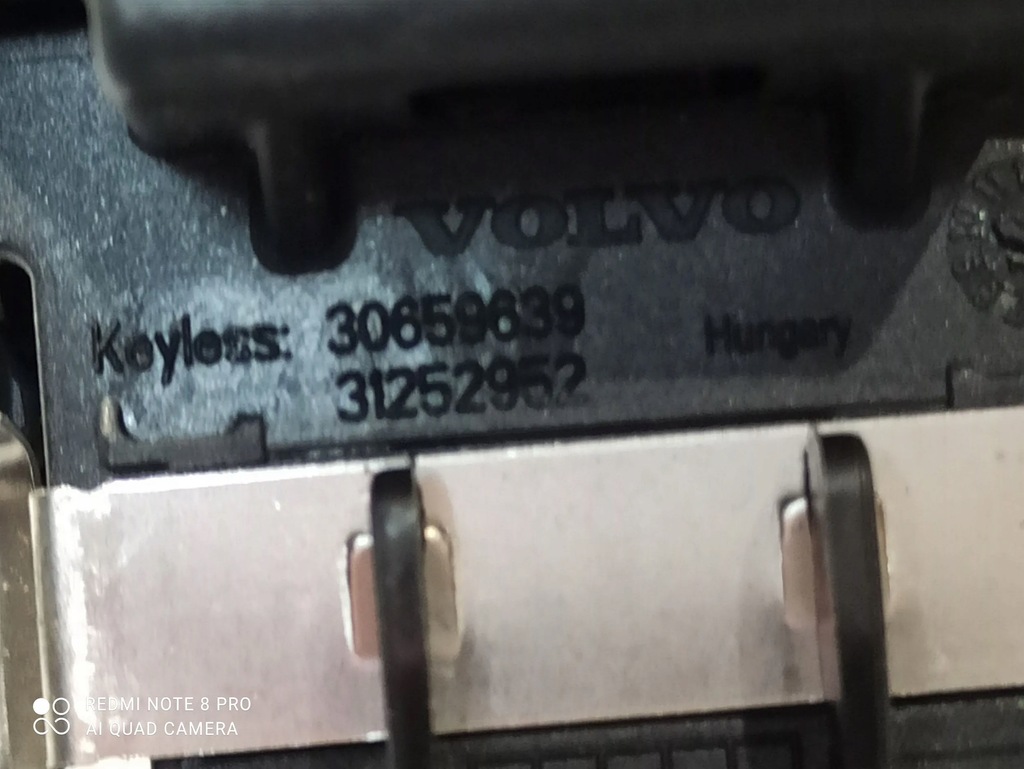 VOLVO
Keyless: 30659639 Hungary
31252952
REDMI NOTE 8 PRO
AI QUAD CAMERA